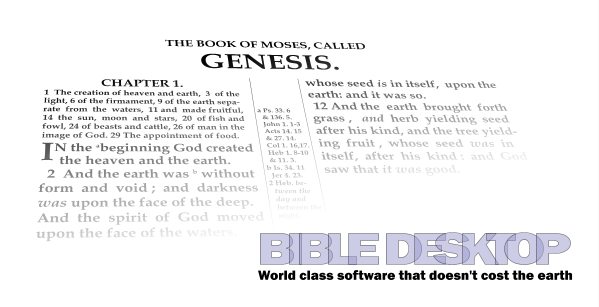 THE BOOK OF MOSES, CALLED
GENESIS.
CHAPTER 1.
1 The creation of heaven and earth, 3 of the
light, 6 of the firmament, 9 of the earth sepa-
rate from the waters, 11 and made fruitful,
14 the sun, moon and stars, 20 of fish and
fowl, 24 of beasts and cattle, 26 of man in the
image of God. 29 The appointment of food.
IN the ᵃbeginning God created
the heaven and the earth.
2 And the earth was ᵇ without
form and void ; and darkness
was upon the face of the deep.
And the spirit of God moved
upon the face of the waters.
a Ps. 33. 6
& 136. 5.
John 1. 1-3
Acts 14. 15
& 27. 14.
Col 1. 16,17.
Heb 1. 8-10
& 11. 3.
b Is. 34. 11
Jer 4. 23.
2 Heb. be-
tween the
day and
between the
night.
whose seed is in itself, upon the
earth: and it was so.
12 And the earth brought forth
grass , and herb yielding seed
after his kind, and the tree yield-
ing fruit , whose seed was in
itself, after his kind : and God
saw that it was good.
BIBLE DESKTOP
World class software that doesn't cost the earth